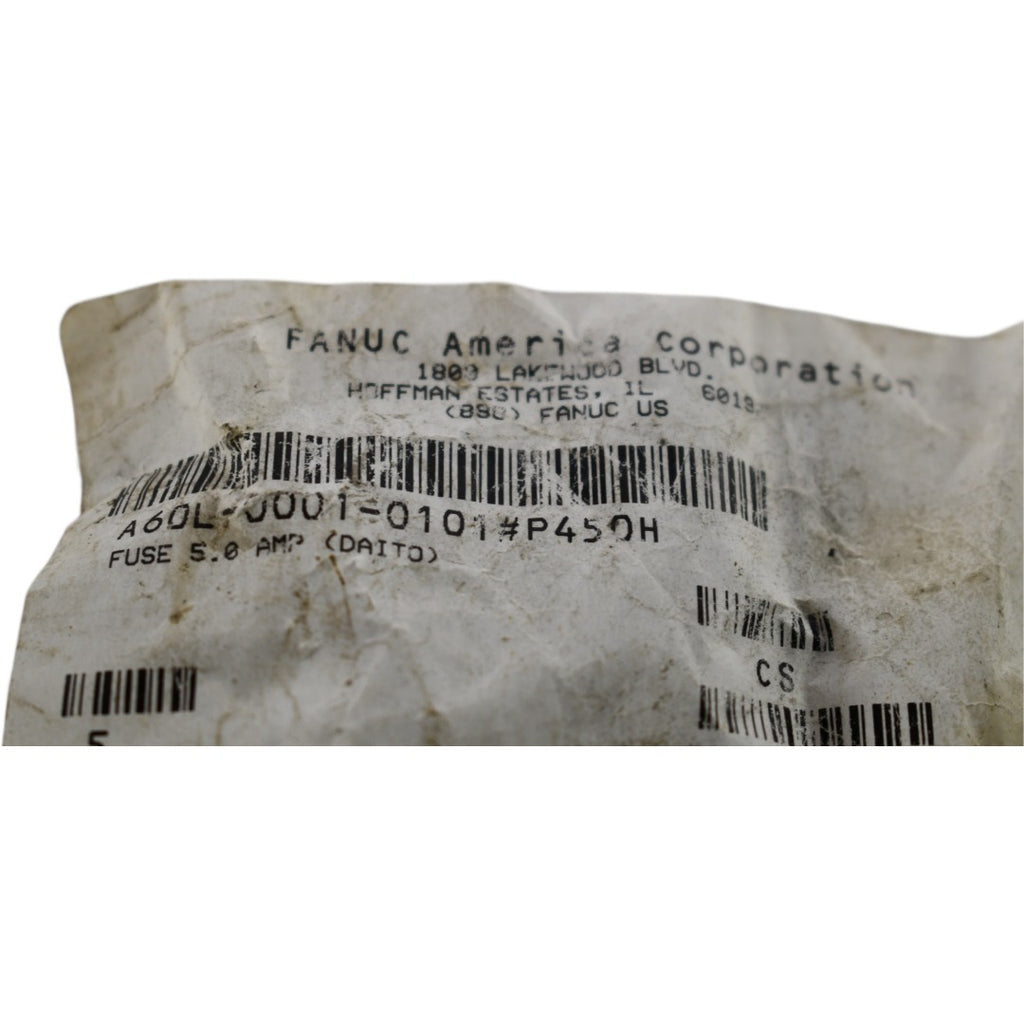 FANUC America Corporation
1800 LAKEWOOD BLVD.
HOFFMAN ESTATES, IL
(888) FANUC US
A60L-0001-0101#P450H
FUSE 5.0 AMP (DAITO)
CS
5